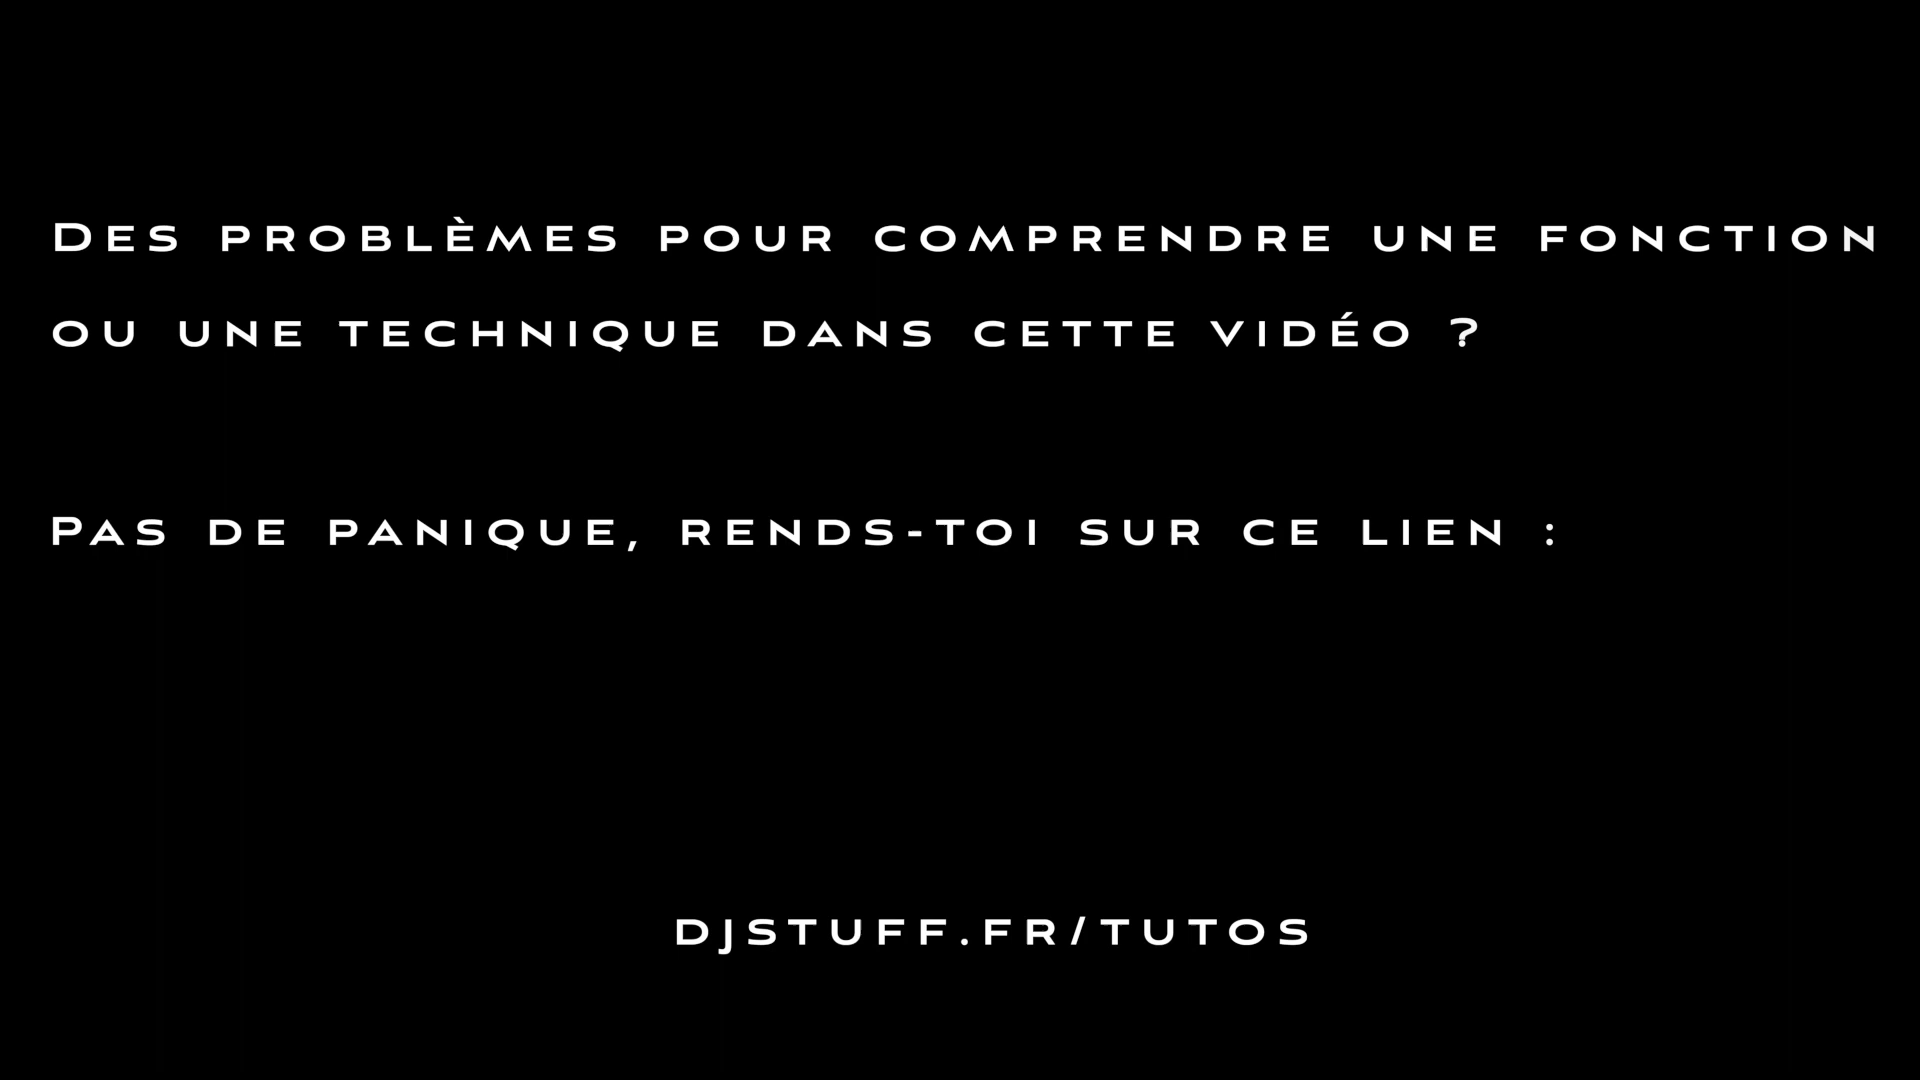 Des problèmes pour comprendre une fonction
ou une technique dans cette vidéo ?
Pas de panique, rends-toi sur ce lien :
djstuff.fr/tutos